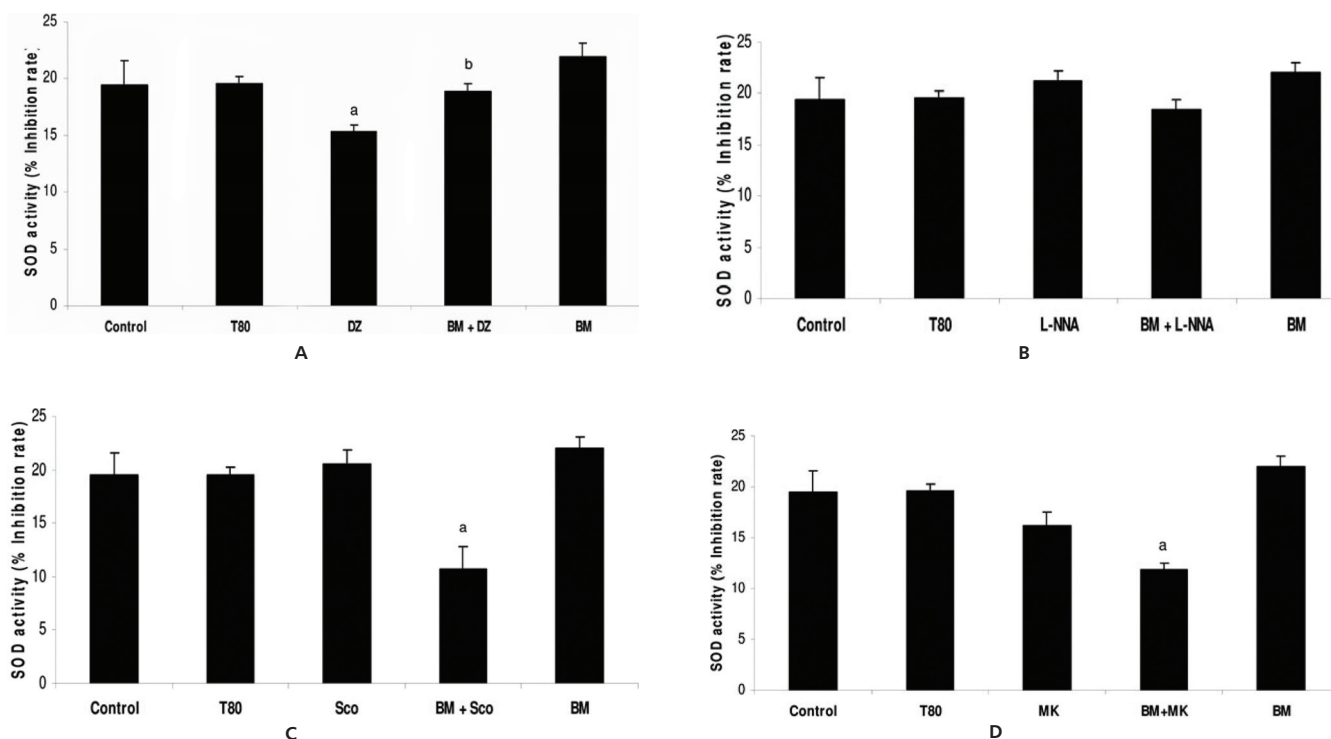 SOD activity (% Inhibition rate)
25
20
15
10
5
0
a
b
Control T80 DZ BM + DZ BM
A
SOD activity (% Inhibition rate)
25
20
15
10
5
0
Control T80 L-NNA BM + L-NNA BM
B
SOD activity (% Inhibition rate)
25
20
15
10
5
0
a
Control T80 Sco BM + Sco BM
C
SOD activity (% Inhibition rate)
25
20
15
10
5
0
a
Control T80 MK BM+MK BM
D